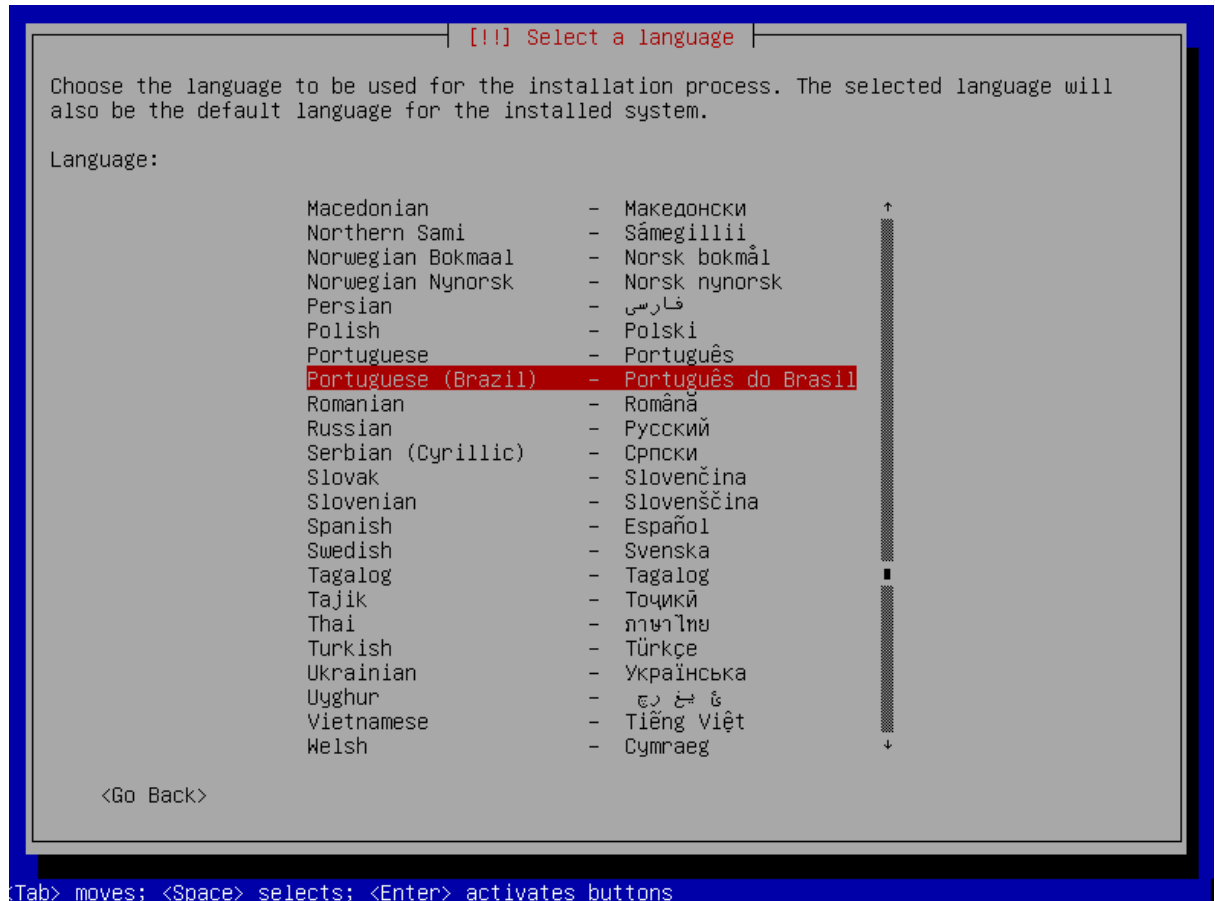 [!!] Select a language
Choose the language to be used for the installation process. The selected language will
also be the default language for the installed system.
Language:
Macedonian - Македонски
Northern Sami - Sámegillii
Norwegian Bokmaal - Norsk bokmål
Norwegian Nynorsk - Norsk nynorsk
Persian - فارسی
Polish - Polski
Portuguese - Português
Portuguese (Brazil) - Português do Brasil
Romanian - Română
Russian - Русский
Serbian (Cyrillic) - Српски
Slovak - Slovenčina
Slovenian - Slovenščina
Spanish - Español
Swedish - Svenska
Tagalog - Tagalog
Tajik - Тоҷикӣ
Thai - ภาษาไทย
Turkish - Türkçe
Ukrainian - Українська
Uyghur -
Vietnamese - Tiếng Việt
Welsh - Cymraeg
<Go Back>
<Tab> moves; <Space> selects; <Enter> activates buttons